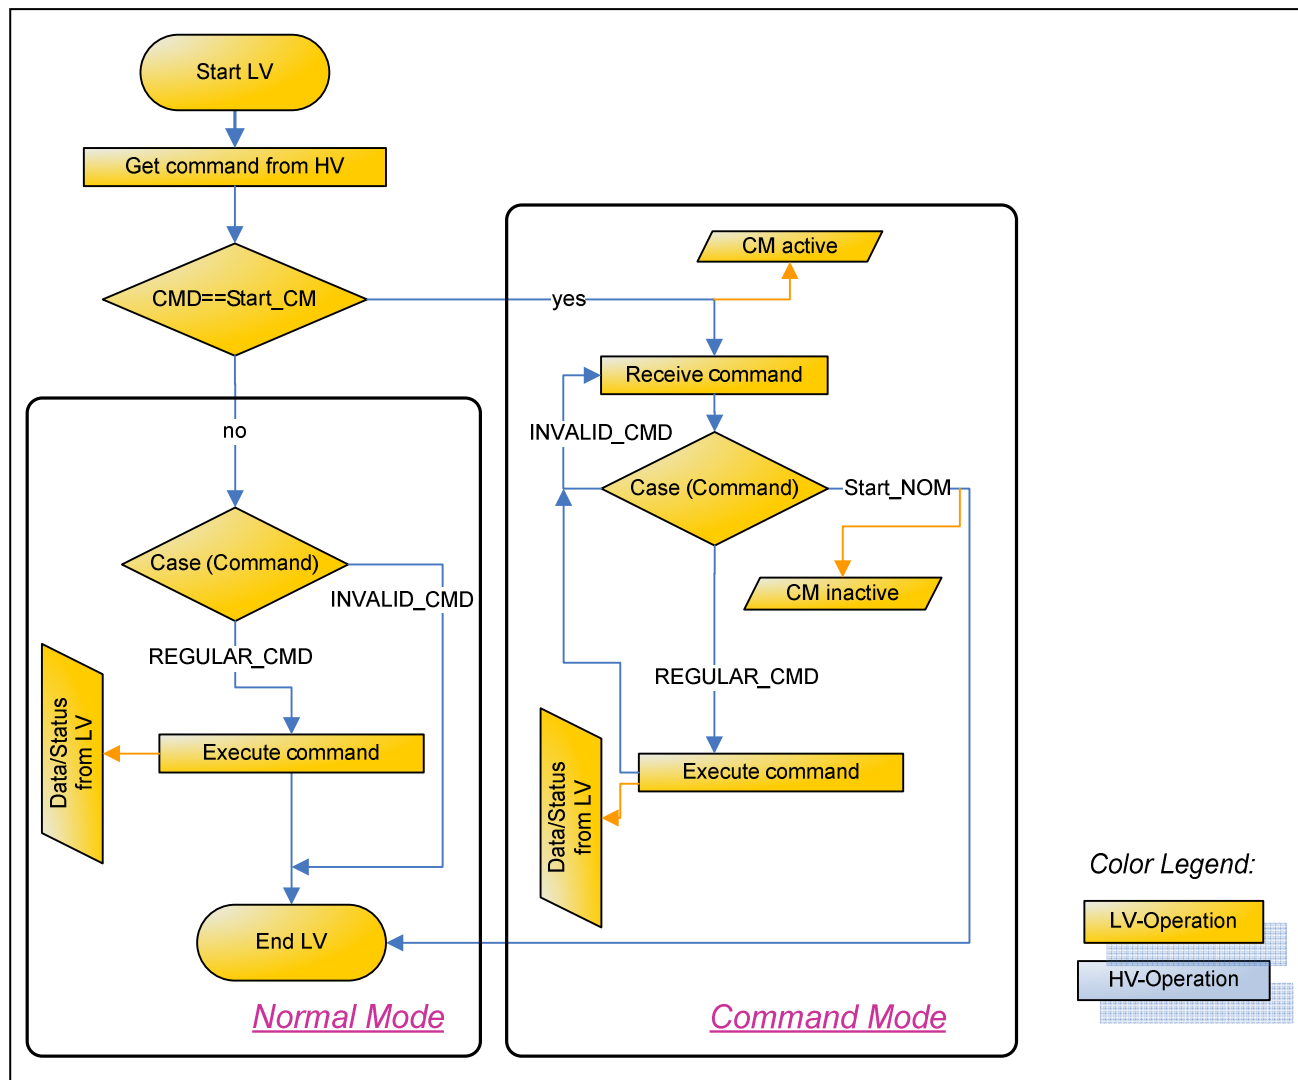 Start LV
Get command from HV
CMD==Start_CM
yes
no
Case (Command)
INVALID_CMD
REGULAR_CMD
Execute command
Data/Status
from LV
End LV
Normal Mode
CM active
Receive command
INVALID_CMD
Case (Command)
Start_NOM
CM inactive
REGULAR_CMD
Execute command
Data/Status
from LV
Command Mode
Color Legend:
LV-Operation
HV-Operation